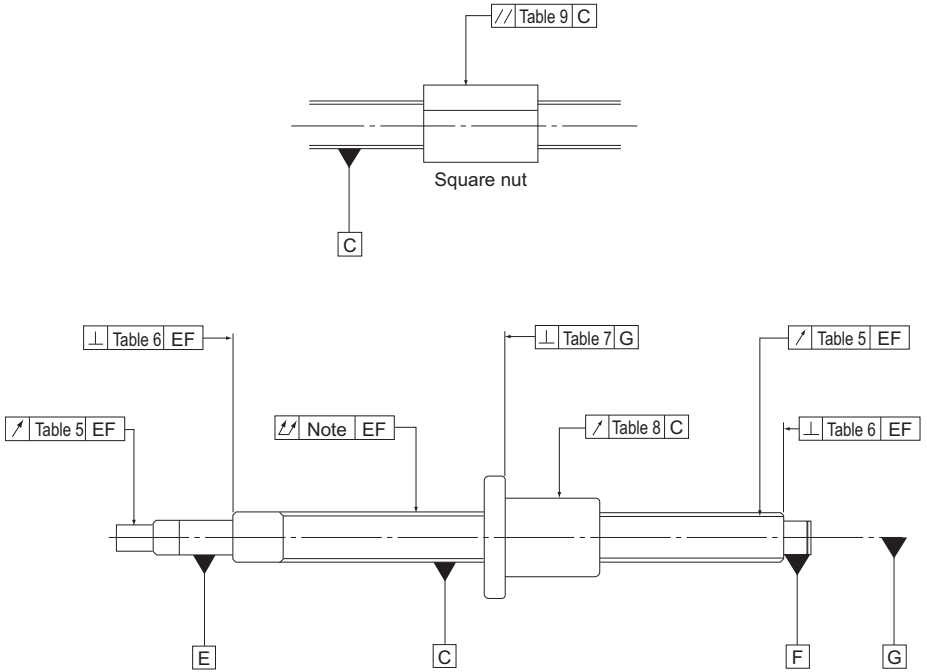 // Table 9 C
Square nut
C
⊥ Table 6 EF
⊥ Table 7 G
↗ Table 5 EF
↗ Table 5 EF
⌰ Note EF
↗ Table 8 C
⊥ Table 6 EF
E
C
F
G